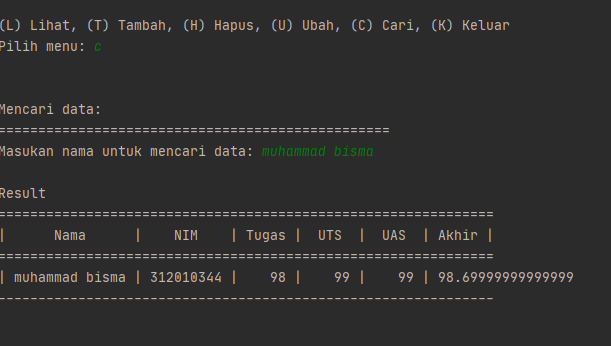 (L) Lihat, (T) Tambah, (H) Hapus, (U) Ubah, (C) Cari, (K) Keluar
Pilih menu: c
Mencari data:
=================================================
Masukan nama untuk mencari data: muhammad bisma
Result
==============================================================
|      Nama      |    NIM    | Tugas |  UTS  |  UAS  | Akhir |
==============================================================
| muhammad bisma | 312010344 |    98 |    99 |    99 | 98.69999999999999
--------------------------------------------------------------